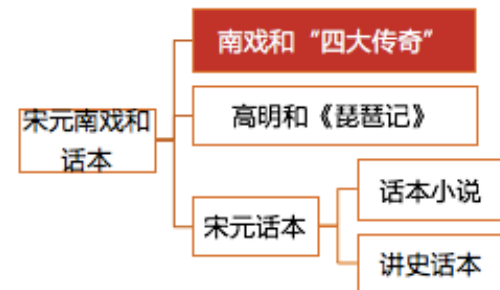 南戏和“四大传奇”
宋元南戏和
话本
高明和《琵琶记》
宋元话本
话本小说
讲史话本